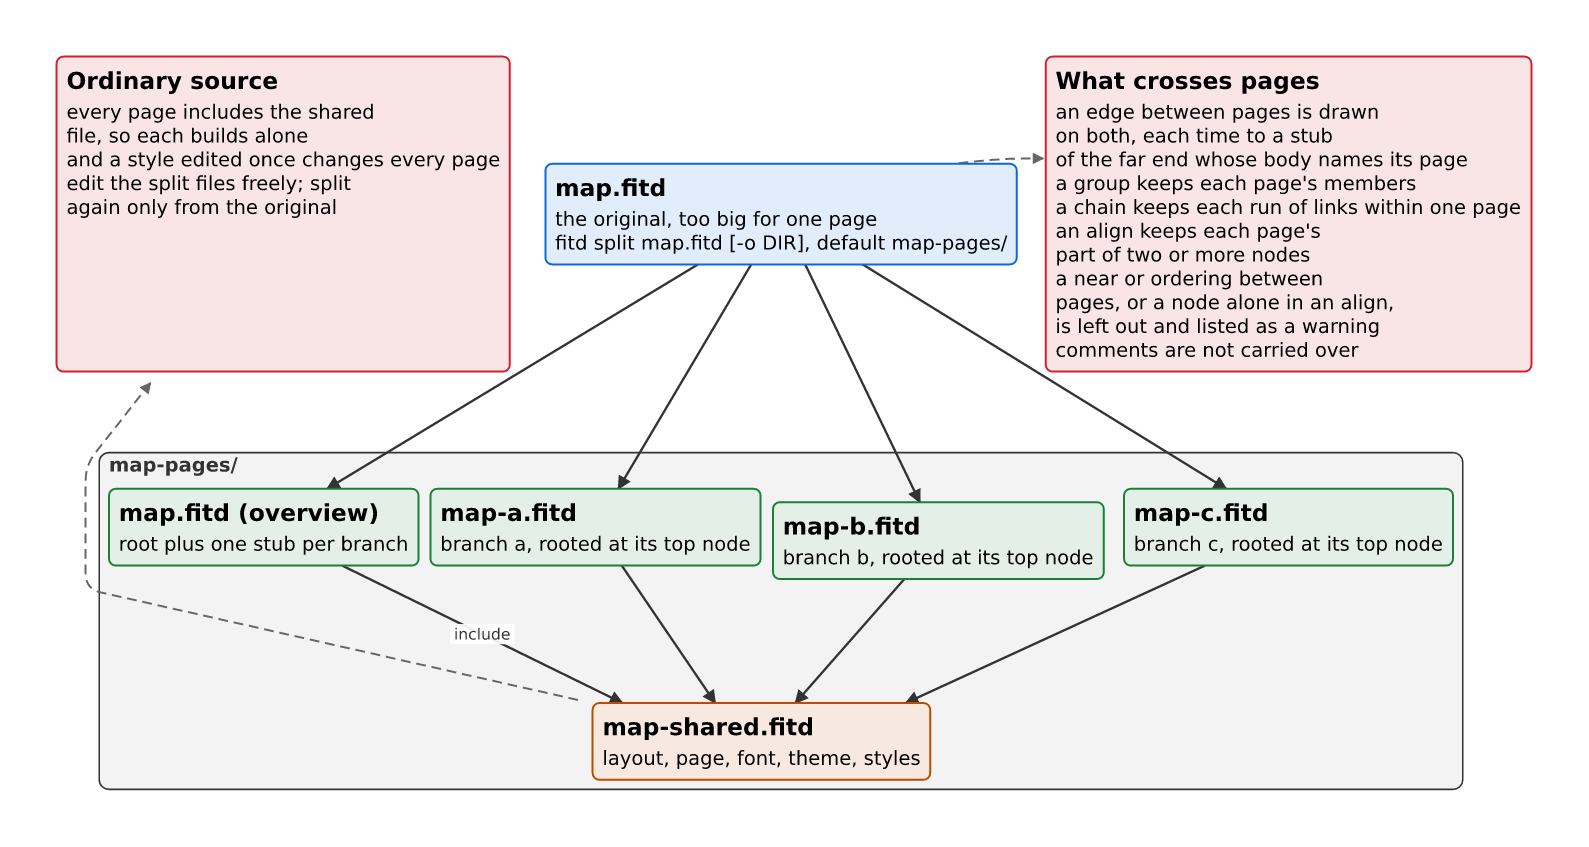 Ordinary source
every page includes the shared
file, so each builds alone
and a style edited once changes every page
edit the split files freely; split
again only from the original
What crosses pages
an edge between pages is drawn
on both, each time to a stub
of the far end whose body names its page
a group keeps each page's members
a chain keeps each run of links within one page
an align keeps each page's
part of two or more nodes
a near or ordering between
pages, or a node alone in an align,
is left out and listed as a warning
comments are not carried over
map.fitd
the original, too big for one page
fitd split map.fitd [-o DIR], default map-pages/
map-pages/
map.fitd (overview)
root plus one stub per branch
map-a.fitd
branch a, rooted at its top node
map-b.fitd
branch b, rooted at its top node
map-c.fitd
branch c, rooted at its top node
include
map-shared.fitd
layout, page, font, theme, styles